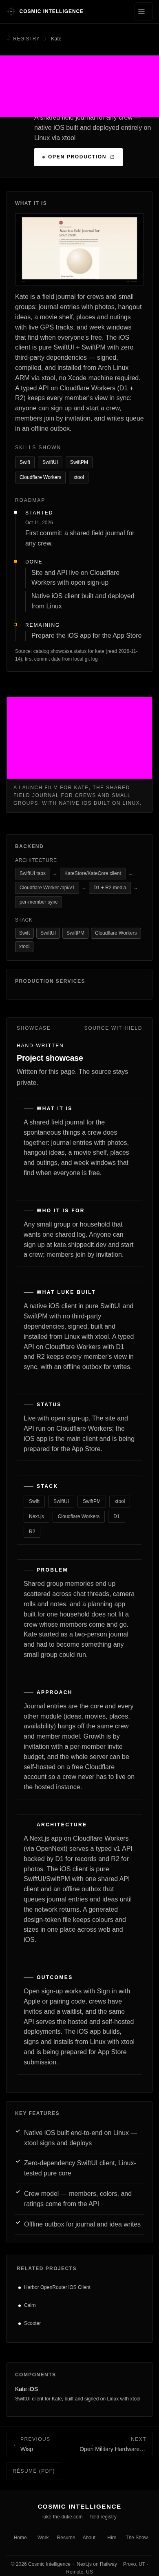 COSMIC INTELLIGENCE
← REGISTRY
Kate
A shared field journal for any crew —
native iOS built and deployed entirely on
Linux via xtool
OPEN PRODUCTION
WHAT IT IS
Kate is a field journal for crews and small
groups: journal entries with photos, hangout
ideas, a movie shelf, places and outings
with live GPS tracks, and weekend windows
that find when everyone's free. The iOS
client is pure SwiftUI + SwiftPM with zero
third-party dependencies — signed,
compiled, and installed from Arch Linux
ARM via xtool, no Xcode machine required.
A typed API on Cloudflare Workers (D1 +
R2) keeps every member's view in sync;
anyone can sign up and start a crew,
members join by invitation, and writes queue
in an offline outbox.
SKILLS SHOWN
Swift
SwiftUI
SwiftPM
Cloudflare Workers
xtool
ROADMAP
STARTED
Oct 11, 2026
First commit: a shared field journal for
any crew.
DONE
Site and API live on Cloudflare
Workers with open sign-up
Native iOS client built and deployed
from Linux
REMAINING
Prepare the iOS app for the App Store
Source: catalog showcase.status for kate (read 2026-11-
14); first commit date from local git log
A LAUNCH FILM FOR KATE, THE SHARED
FIELD JOURNAL FOR CREWS AND SMALL
GROUPS, WITH NATIVE IOS BUILT ON LINUX.
BACKEND
ARCHITECTURE
SwiftUI tabs
→
KateStore/KateCore client
→
Cloudflare Worker /api/v1
→
D1 + R2 media
→
per-member sync
STACK
Swift
SwiftUI
SwiftPM
Cloudflare Workers
xtool
PRODUCTION SERVICES
SHOWCASE
SOURCE WITHHELD
HAND-WRITTEN
Project showcase
Written for this page. The source stays
private.
WHAT IT IS
A shared field journal for the
spontaneous things a crew does
together: journal entries with photos,
hangout ideas, a movie shelf, places
and outings, and week windows that
find when everyone is free.
WHO IT IS FOR
Any small group or household that
wants one shared log. Anyone can
sign up at kate.shipped.dev and start
a crew; members join by invitation.
WHAT LUKE BUILT
A native iOS client in pure SwiftUI and
SwiftPM with no third-party
dependencies, signed, built and
installed from Linux with xtool. A typed
API on Cloudflare Workers with D1
and R2 keeps every member's view in
sync, with an offline outbox for writes.
STATUS
Live with open sign-up. The site and
API run on Cloudflare Workers; the
iOS app is the main client and is being
prepared for the App Store.
STACK
Swift
SwiftUI
SwiftPM
xtool
Next.js
Cloudflare Workers
D1
R2
PROBLEM
Shared group memories end up
scattered across chat threads, camera
rolls and notes, and a planning app
built for one household does not fit a
crew whose members come and go.
Kate started as a two-person journal
and had to become something any
small group could run.
APPROACH
Journal entries are the core and every
other module (ideas, movies, places,
availability) hangs off the same crew
and member model. Growth is by
invitation with a per-member invite
budget, and the whole server can be
self-hosted on a free Cloudflare
account so a crew never has to live on
the hosted instance.
ARCHITECTURE
A Next.js app on Cloudflare Workers
(via OpenNext) serves a typed v1 API
backed by D1 for records and R2 for
photos. The iOS client is pure
SwiftUI/SwiftPM with one shared API
client and an offline outbox that
queues journal entries and ideas until
the network returns. A generated
design-token file keeps colours and
sizes in one place across web and
iOS.
OUTCOMES
Open sign-up works with Sign in with
Apple or pairing code, crews have
invites and a waitlist, and the same
API serves the hosted and self-hosted
deployments. The iOS app builds,
signs and installs from Linux with xtool
and is being prepared for App Store
submission.
KEY FEATURES
Native iOS built end-to-end on Linux —
xtool signs and deploys
Zero-dependency SwiftUI client, Linux-
tested pure core
Crew model — members, colors, and
ratings come from the API
Offline outbox for journal and idea writes
RELATED PROJECTS
Harbor OpenRouter iOS Client
Cairn
Scooter
COMPONENTS
Kate iOS
SwiftUI client for Kate, built and signed on Linux with xtool
← PREVIOUS
Wisp
NEXT
Open Military Hardware…
RÉSUMÉ (PDF)
COSMIC INTELLIGENCE
luke-the-duke.com — field registry
Home
Work
Resume
About
Hire
The Show
© 2026 Cosmic Intelligence
Next.js on Railway
Provo, UT ·
Remote, US